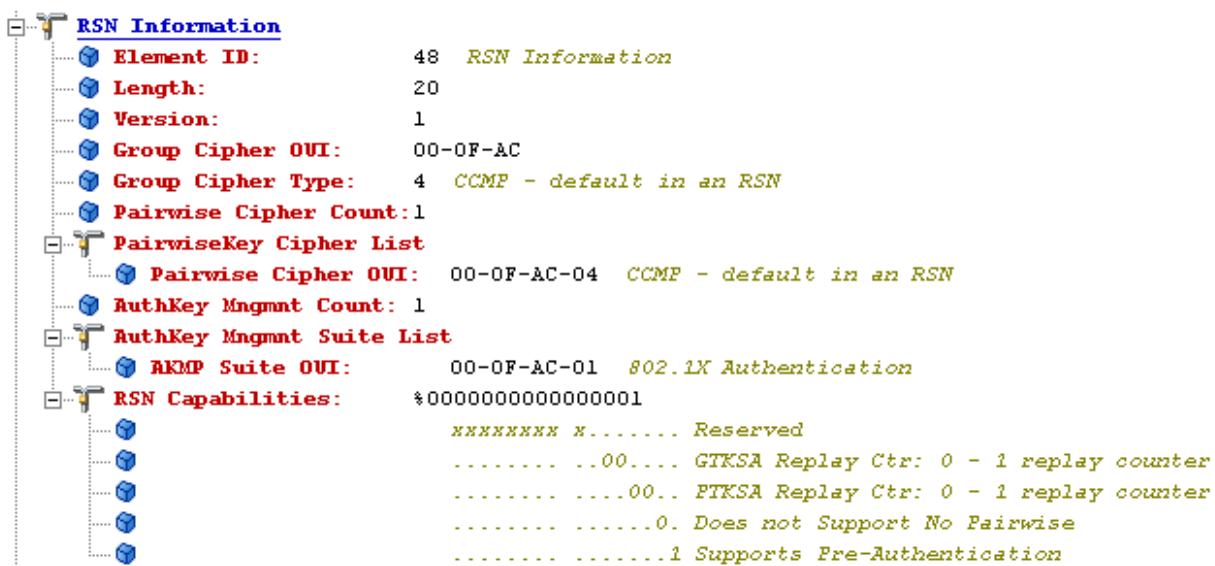 RSN Information
Element ID: 48 RSN Information
Length: 20
Version: 1
Group Cipher OUI: 00-0F-AC
Group Cipher Type: 4 CCMP - default in an RSN
Pairwise Cipher Count:1
PairwiseKey Cipher List
Pairwise Cipher OUI: 00-0F-AC-04 CCMP - default in an RSN
AuthKey Mngmnt Count: 1
AuthKey Mngmnt Suite List
AKMP Suite OUI: 00-0F-AC-01 802.1X Authentication
RSN Capabilities: %0000000000000001
xxxxxxxx x....... Reserved
........ ..00.... GTKSA Replay Ctr: 0 - 1 replay counter
........ ....00.. PTKSA Replay Ctr: 0 - 1 replay counter
........ ......0. Does not Support No Pairwise
........ .......1 Supports Pre-Authentication